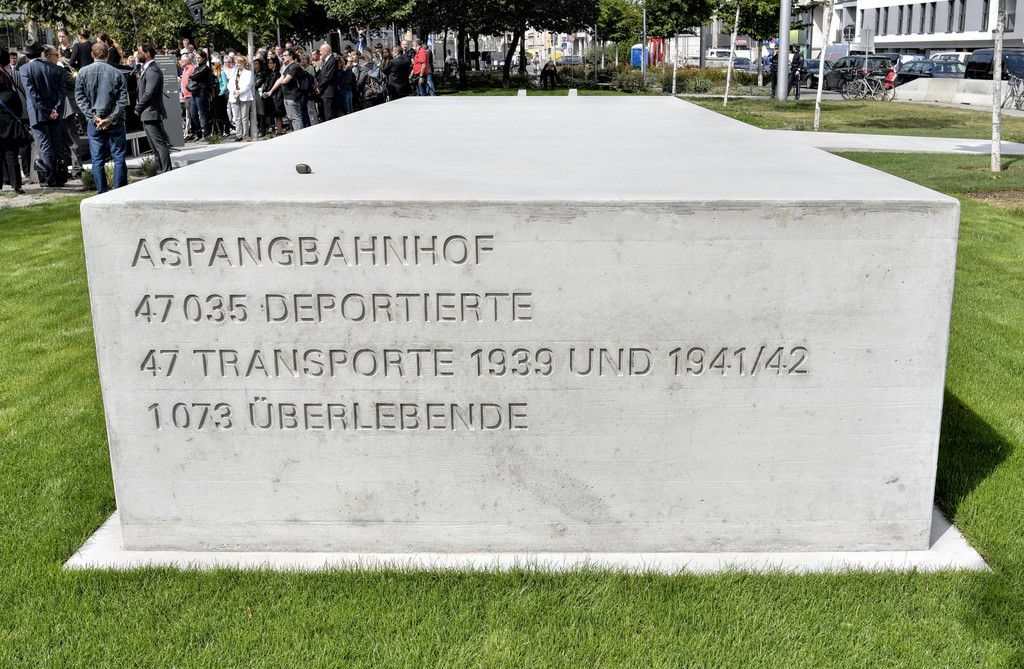 ASPANGBAHNHOF
47 035 DEPORTIERTE
47 TRANSPORTE 1939 UND 1941/42
1 073 ÜBERLEBENDE